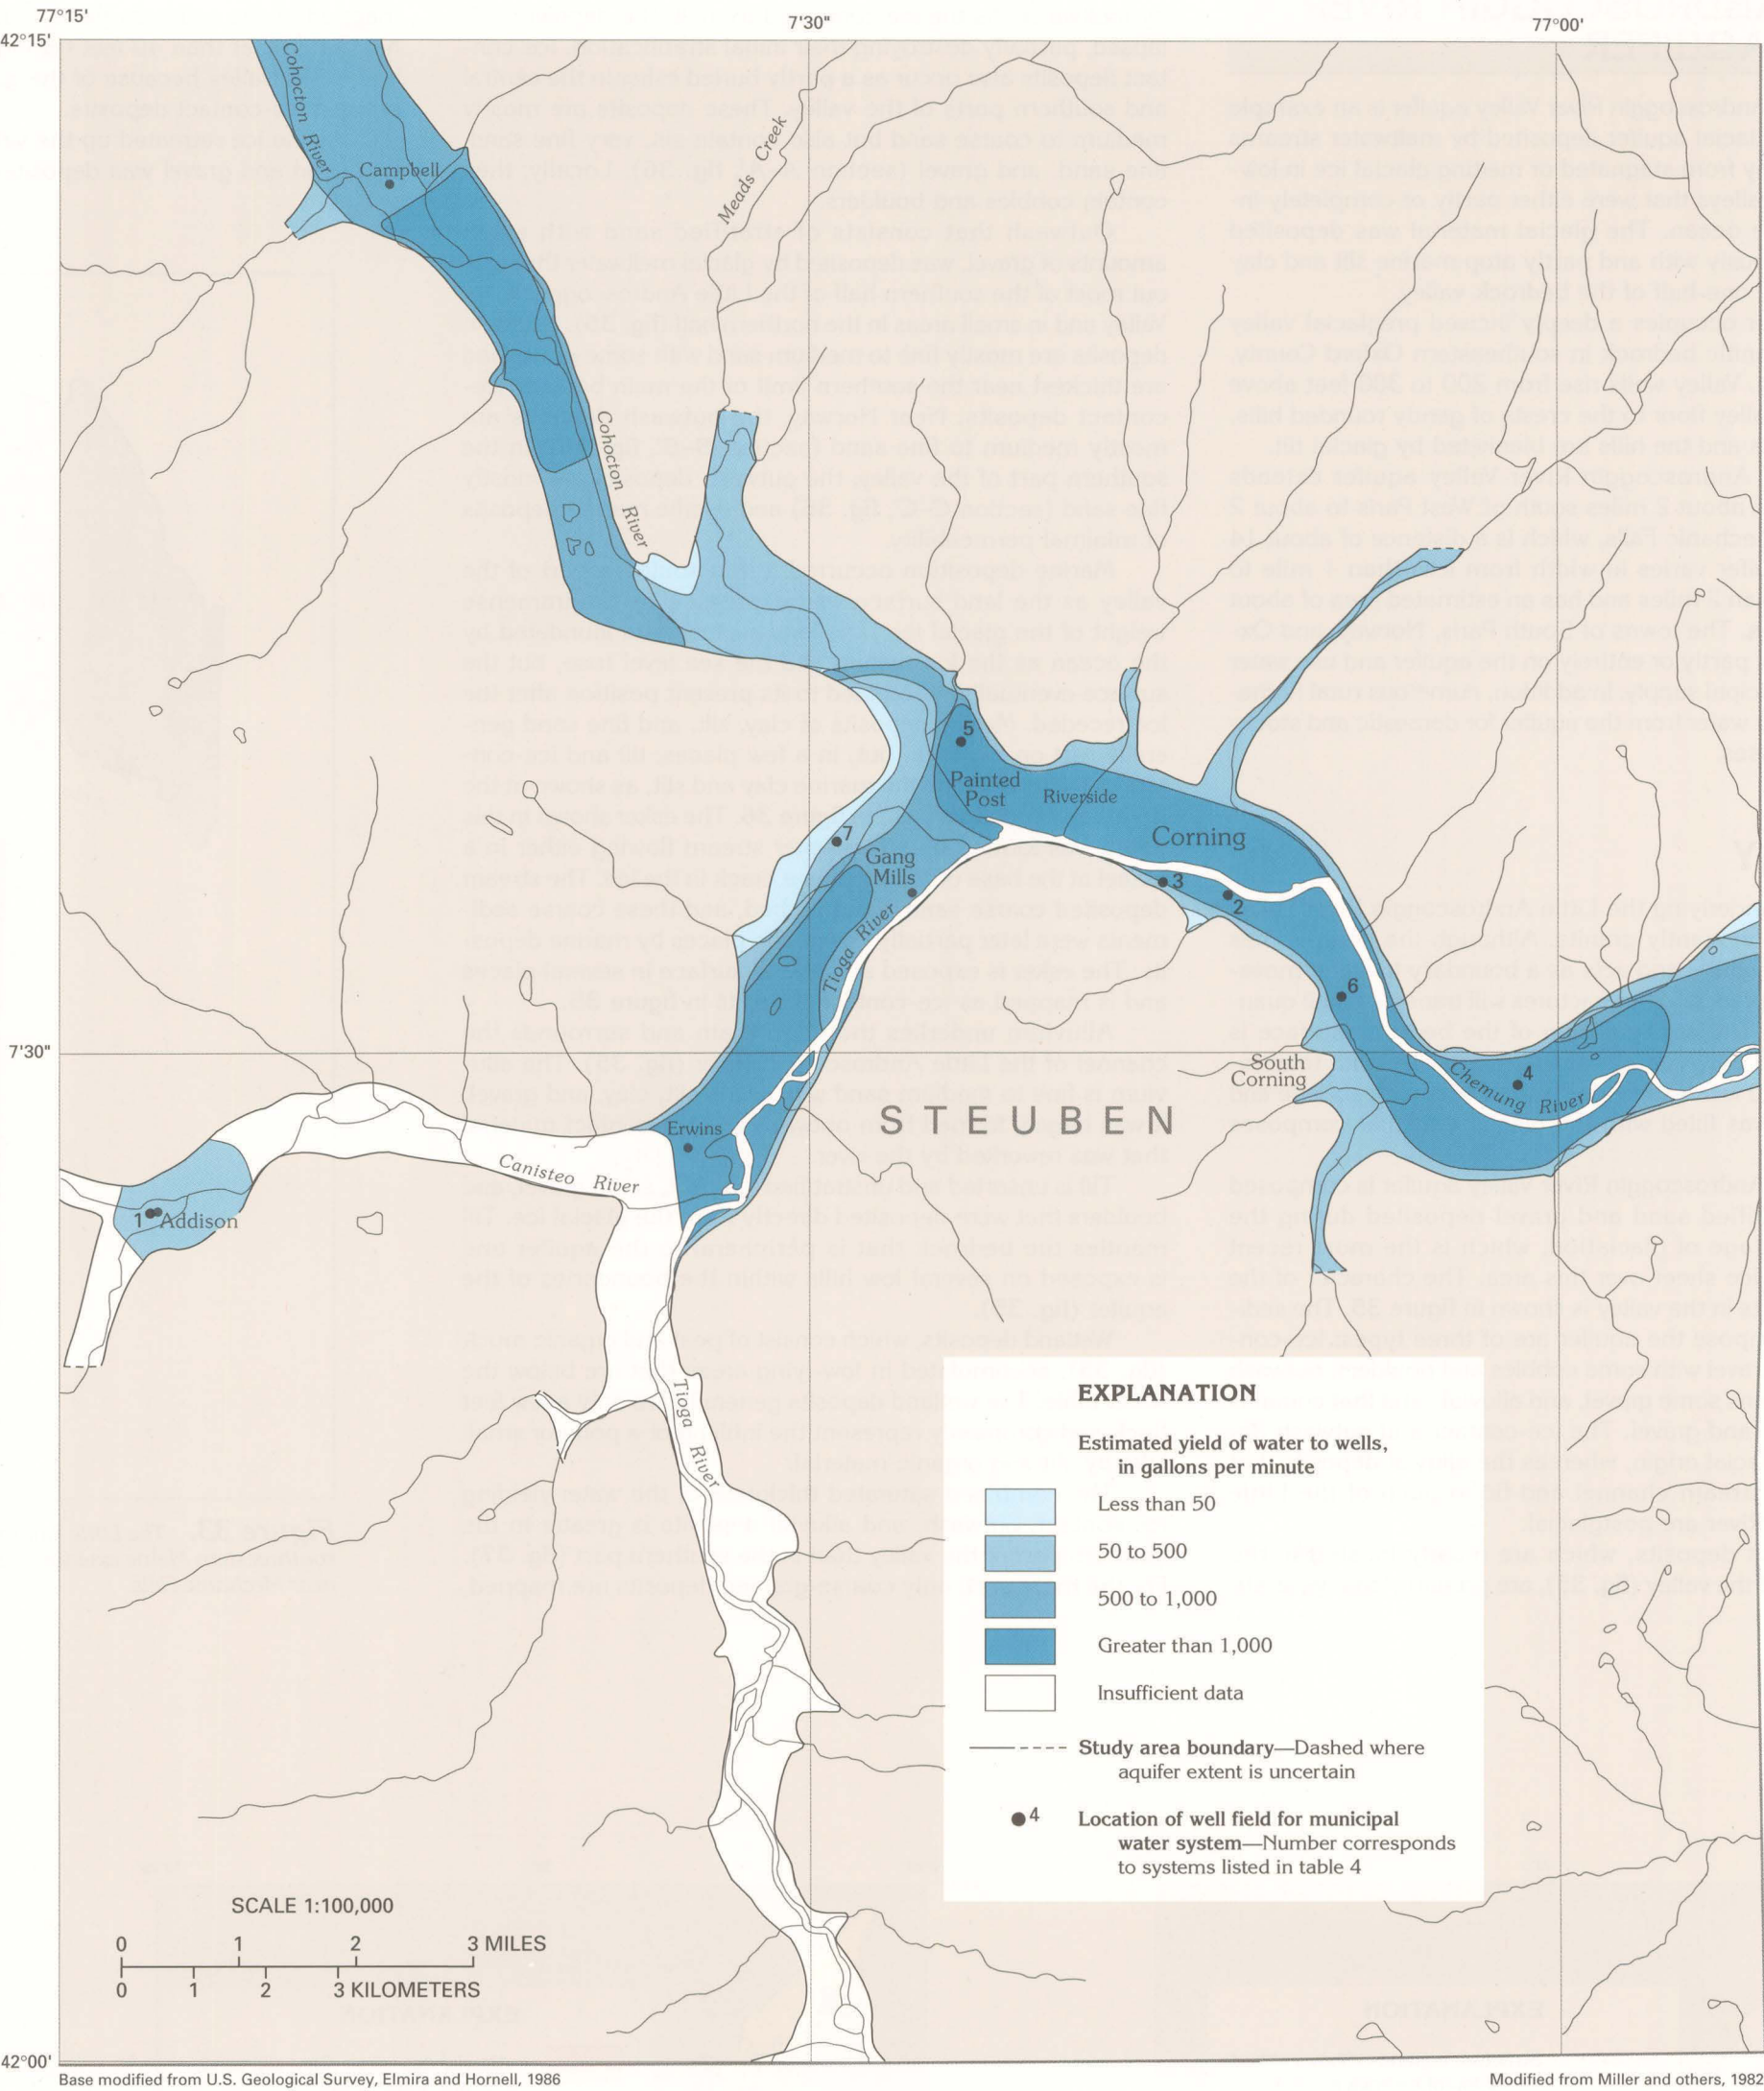 77°15'
7'30"
77°00'
42°15'
Cohocton River
Campbell
Meads Creek
Cohocton River
5
Painted
Post
Riverside
Corning
7
Gang
Mills
3
2
Tioga River
6
7'30"
South
Corning
4
Chemung River
STEUBEN
Erwins
Canisteo River
1 Addison
Tioga River
EXPLANATION
Estimated yield of water to wells,
in gallons per minute
Less than 50
50 to 500
500 to 1,000
Greater than 1,000
Insufficient data
Study area boundary—Dashed where
aquifer extent is uncertain
4 Location of well field for municipal
water system—Number corresponds
to systems listed in table 4
SCALE 1:100,000
0 1 2 3 MILES
0 1 2 3 KILOMETERS
42°00'
Base modified from U.S. Geological Survey, Elmira and Hornell, 1986
Modified from Miller and others, 1982